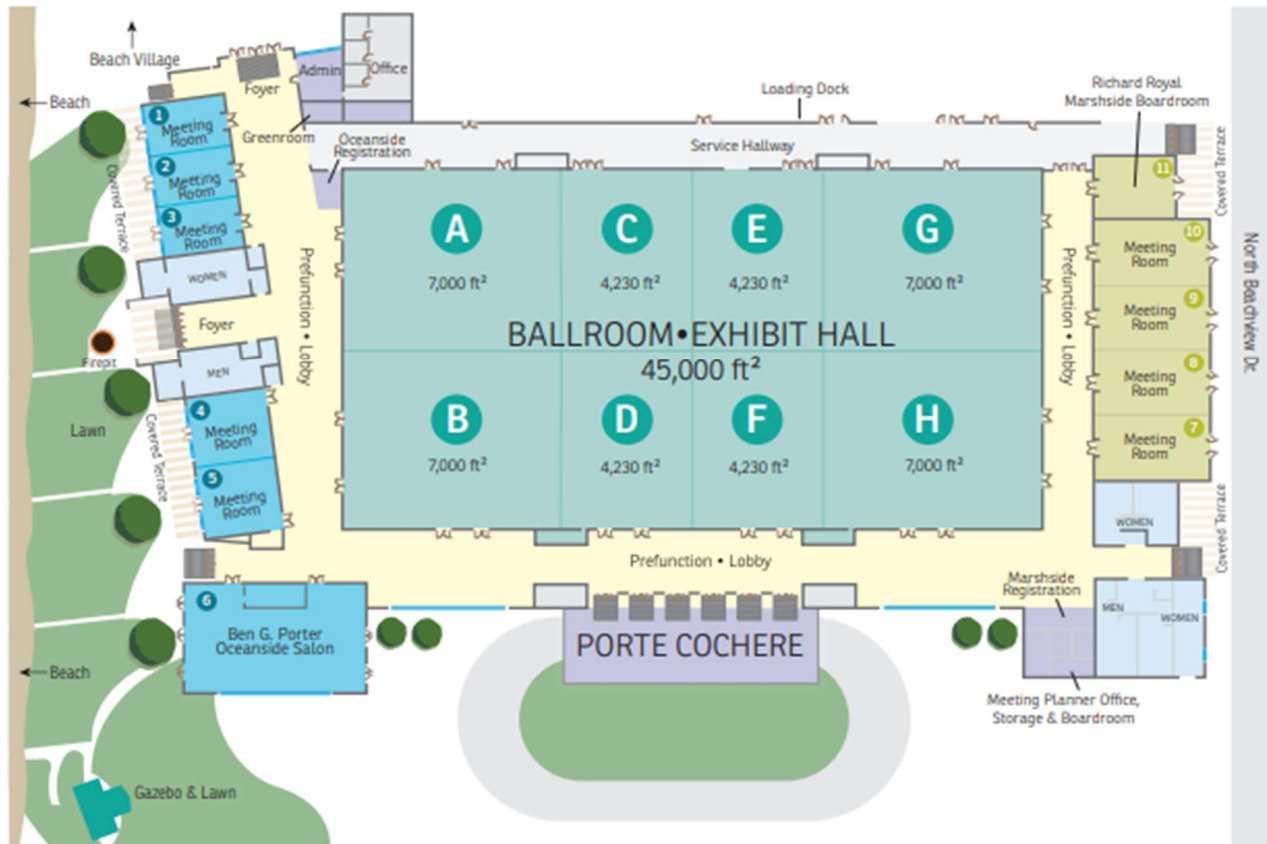 Beach Village
Beach
Foyer
Admin
Office
Greenroom
Oceanside
Registration
Loading Dock
Service Hallway
Richard Royal
Marshside Boardroom
Covered Terrace
North Beachview Dr.
1
Meeting
Room
2
Meeting
Room
3
Meeting
Room
Covered Terrace
WOMEN
Foyer
Firepit
MEN
Lawn
4
Meeting
Room
5
Meeting
Room
Covered Terrace
Prefunction • Lobby
A
7,000 ft²
C
4,230 ft²
E
4,230 ft²
G
7,000 ft²
BALLROOM•EXHIBIT HALL
45,000 ft²
B
7,000 ft²
D
4,230 ft²
F
4,230 ft²
H
7,000 ft²
Prefunction • Lobby
11
10
Meeting
Room
9
Meeting
Room
8
Meeting
Room
7
Meeting
Room
WOMEN
Covered Terrace
Prefunction • Lobby
6
Ben G. Porter
Oceanside Salon
PORTE COCHERE
Marshside
Registration
MEN
WOMEN
Meeting Planner Office,
Storage & Boardroom
Beach
Gazebo & Lawn